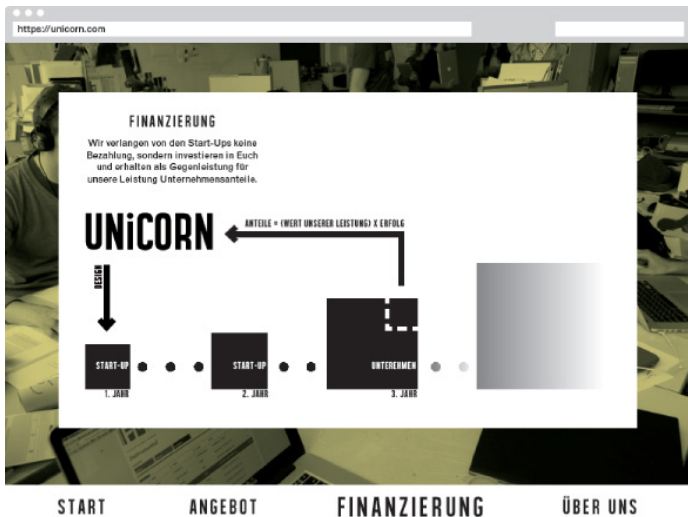 https://unicorn.com
FINANZIERUNG
Wir verlangen von den Start-Ups keine
Bezahlung, sondern investieren in Euch
und erhalten als Gegenleistung für
unsere Leistung Unternehmensanteile.
UNiCORN
ANTEILE = (WERT UNSERER LEISTUNG) X ERFOLG
DESIGN
START-UP
START-UP
UNTEREHMEN
1. JAHR
2. JAHR
3. JAHR
START
ANGEBOT
FINANZIERUNG
ÜBER UNS